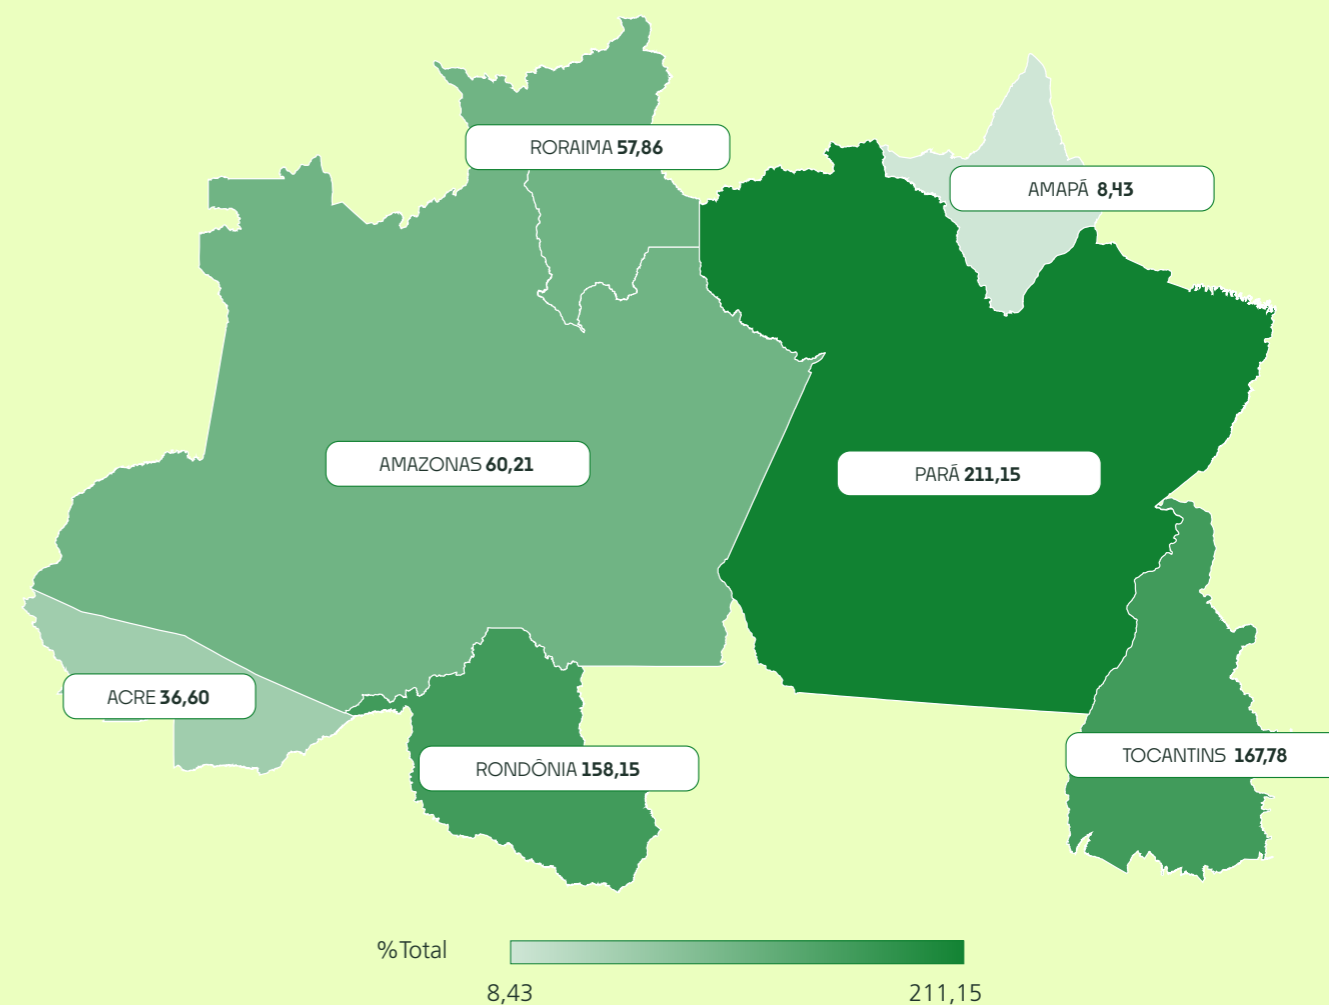 RORAIMA 57,86
AMAPÁ 8,43
AMAZONAS 60,21
PARÁ 211,15
ACRE 36,60
RONDÔNIA 158,15
TOCANTINS 167,78
% Total
8,43
211,15